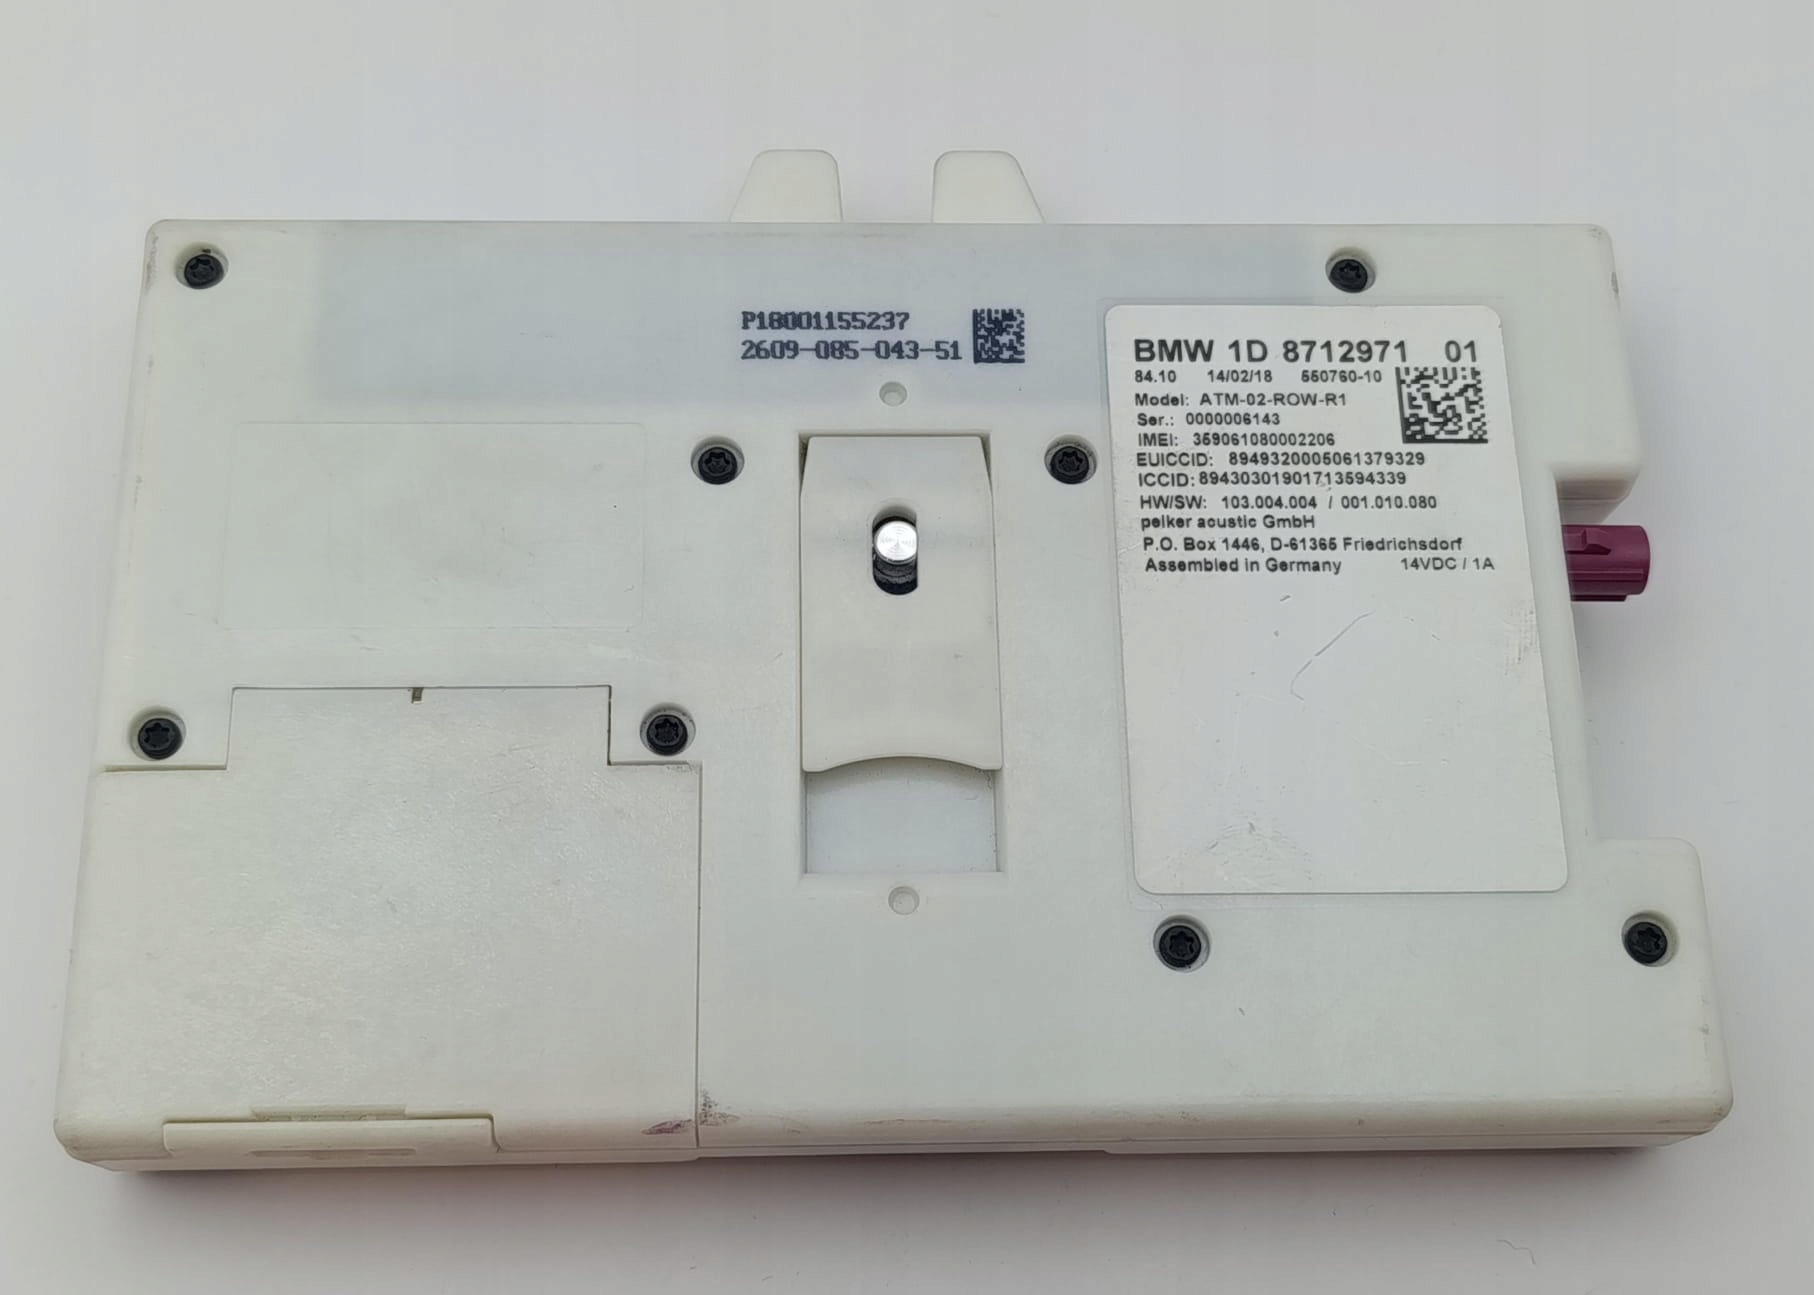 P18001155237
2609-085-043-51
BMW 1D 8712971 01
84.10 14/02/18 550760-10
Model: ATM-02-ROW-R1
Ser.: 0000006143
IMEI: 359061080002206
EUICCID: 8949320005061379329
ICCID: 89430301901713594339
HW/SW: 103.004.004 / 001.010.080
peiker acustic GmbH
P.O. Box 1446, D-61365 Friedrichsdorf
Assembled in Germany 14VDC / 1A